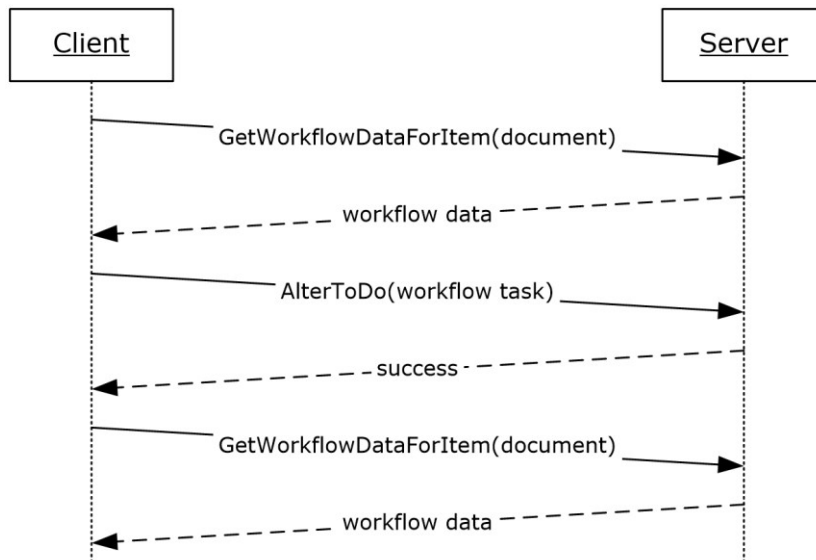 Client
Server
GetWorkflowDataForItem(document)
workflow data
AlterToDo(workflow task)
success
GetWorkflowDataForItem(document)
workflow data